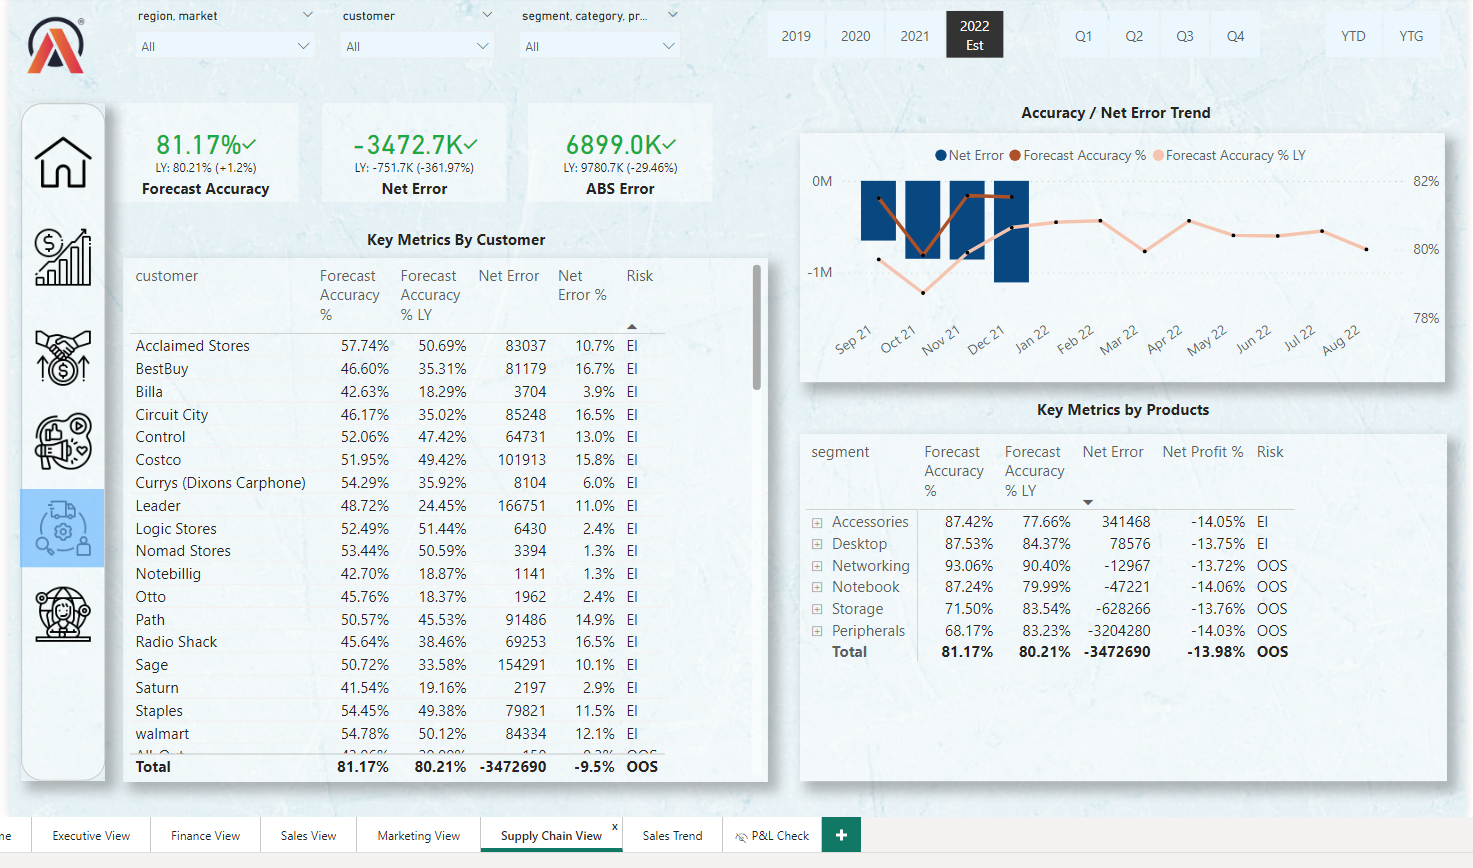 region, market
customer
segment, category, pr...
All
All
All
2019
2020
2021
2022
Est
Q1
Q2
Q3
Q4
YTD
YTG
81.17%
LY: 80.21% (+1.2%)
Forecast Accuracy
-3472.7K
LY: -751.7K (-361.97%)
Net Error
6899.0K
LY: 9780.7K (-29.46%)
ABS Error
Key Metrics By Customer
customer Forecast Accuracy % Forecast Accuracy % LY Net Error Net Error % Risk
Acclaimed Stores 57.74% 50.69% 83037 10.7% EI
BestBuy 46.60% 35.31% 81179 16.7% EI
Billa 42.63% 18.29% 3704 3.9% EI
Circuit City 46.17% 35.02% 85248 16.5% EI
Control 52.06% 47.42% 64731 13.0% EI
Costco 51.95% 49.42% 101913 15.8% EI
Currys (Dixons Carphone) 54.29% 35.92% 8104 6.0% EI
Leader 48.72% 24.45% 166751 11.0% EI
Logic Stores 52.49% 51.44% 6430 2.4% EI
Nomad Stores 53.44% 50.59% 3394 1.3% EI
Notebillig 42.70% 18.87% 1141 1.3% EI
Otto 45.76% 18.37% 1962 2.4% EI
Path 50.57% 45.53% 91486 14.9% EI
Radio Shack 45.64% 38.46% 69253 16.5% EI
Sage 50.72% 33.58% 154291 10.1% EI
Saturn 41.54% 19.16% 2197 2.9% EI
Staples 54.45% 49.38% 79821 11.5% EI
walmart 54.78% 50.12% 84334 12.1% EI
Total 81.17% 80.21% -3472690 -9.5% OOS
Accuracy / Net Error Trend
Net Error Forecast Accuracy % Forecast Accuracy % LY
0M
-1M
82%
80%
78%
Sep 21
Oct 21
Nov 21
Dec 21
Jan 22
Feb 22
Mar 22
Apr 22
May 22
Jun 22
Jul 22
Aug 22
Key Metrics by Products
segment Forecast Accuracy % Forecast Accuracy % LY Net Error Net Profit % Risk
Accessories 87.42% 77.66% 341468 -14.05% EI
Desktop 87.53% 84.37% 78576 -13.75% EI
Networking 93.06% 90.40% -12967 -13.72% OOS
Notebook 87.24% 79.99% -47221 -14.06% OOS
Storage 71.50% 83.54% -628266 -13.76% OOS
Peripherals 68.17% 83.23% -3204280 -14.03% OOS
Total 81.17% 80.21% -3472690 -13.98% OOS
Executive View
Finance View
Sales View
Marketing View
Supply Chain View
x
Sales Trend
P&L Check
+